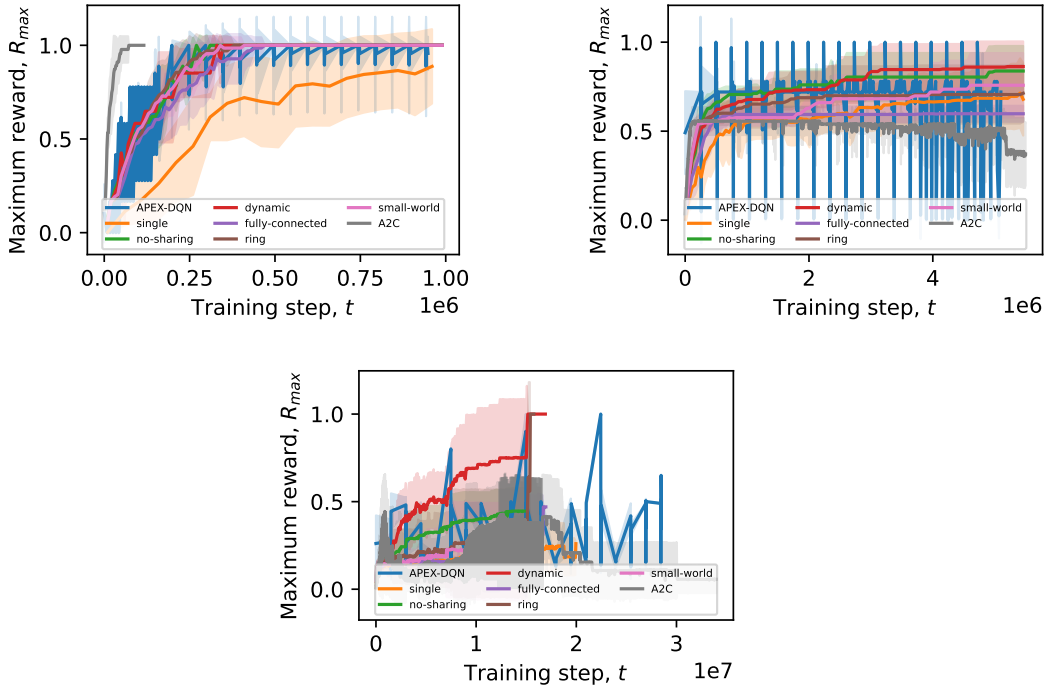 Maximum reward, R_max
1.0
0.5
0.0
APEX-DQN
single
no-sharing
dynamic
fully-connected
ring
small-world
A2C
0.00 0.25 0.50 0.75 1.00
Training step, t
1e6
Maximum reward, R_max
1.0
0.5
0.0
APEX-DQN
single
no-sharing
dynamic
fully-connected
ring
small-world
A2C
0 2 4
Training step, t
1e6
Maximum reward, R_max
1.0
0.5
0.0
APEX-DQN
single
no-sharing
dynamic
fully-connected
ring
small-world
A2C
0 1 2 3
Training step, t
1e7